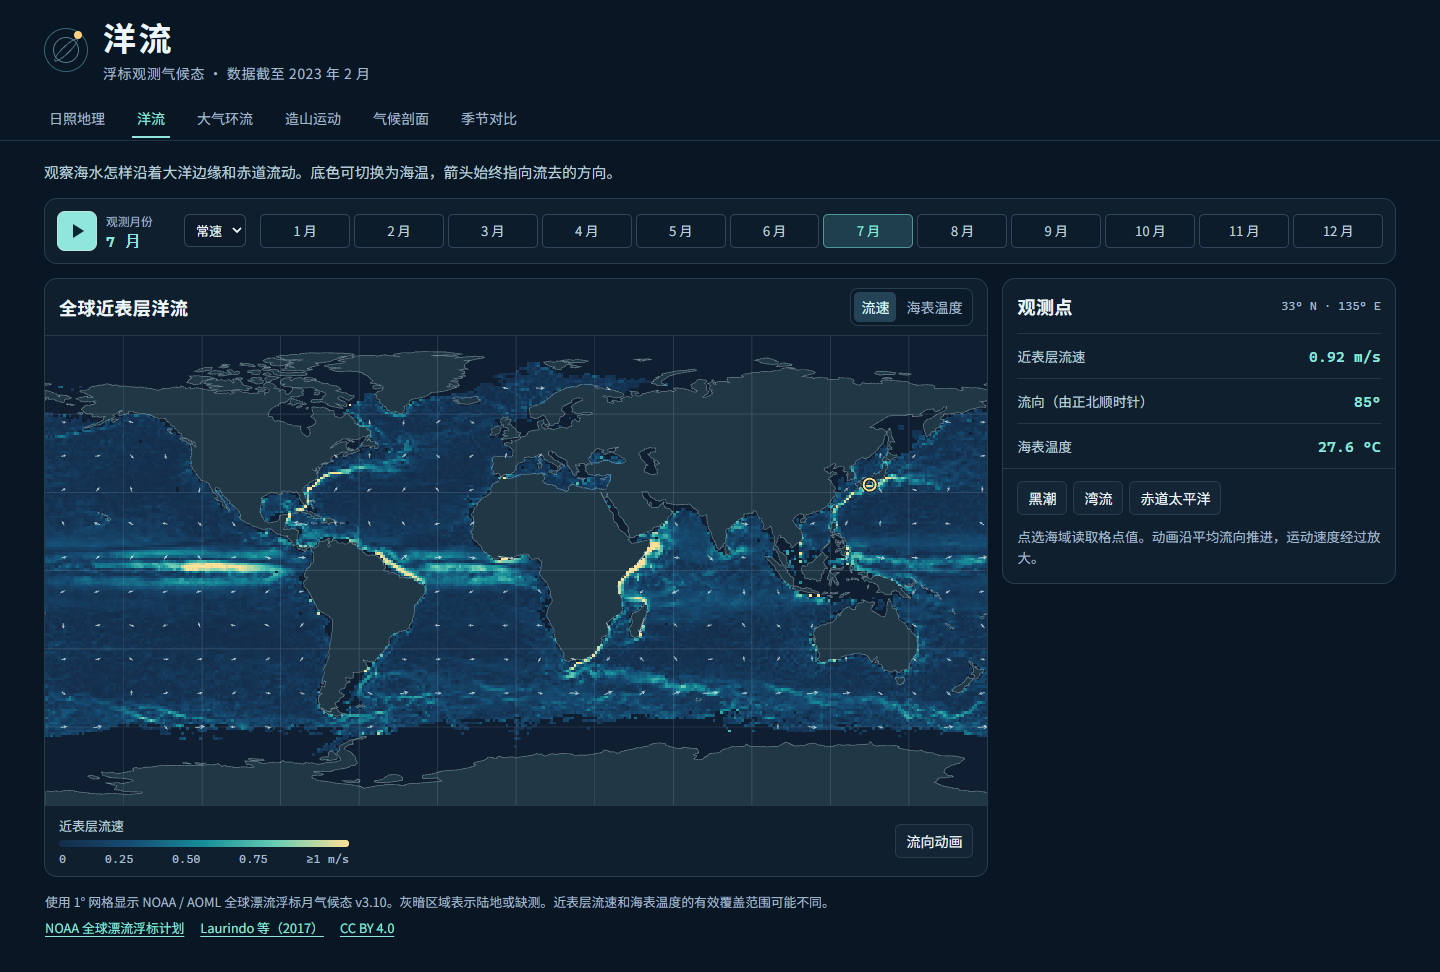 洋流
浮标观测气候态 · 数据截至 2023 年 2 月
日照地理 洋流 大气环流 造山运动 气候剖面 季节对比
观察海水怎样沿着大洋边缘和赤道流动。底色可切换为海温，箭头始终指向流去的方向。
观测月份
7 月
常速 1 月 2 月 3 月 4 月 5 月 6 月 7 月 8 月 9 月 10 月 11 月 12 月
全球近表层洋流
流速 海表温度
近表层流速
0 0.25 0.50 0.75 ≥1 m/s
流向动画
观测点 33° N · 135° E
近表层流速 0.92 m/s
流向（由正北顺时针） 85°
海表温度 27.6 °C
黑潮 湾流 赤道太平洋
点选海域读取格点值。动画沿平均流向推进，运动速度经过放
大。
使用 1° 网格显示 NOAA / AOML 全球漂流浮标月气候态 v3.10。灰暗区域表示陆地或缺测。近表层流速和海表温度的有效覆盖范围可能不同。
NOAA 全球漂流浮标计划 Laurindo 等（2017） CC BY 4.0